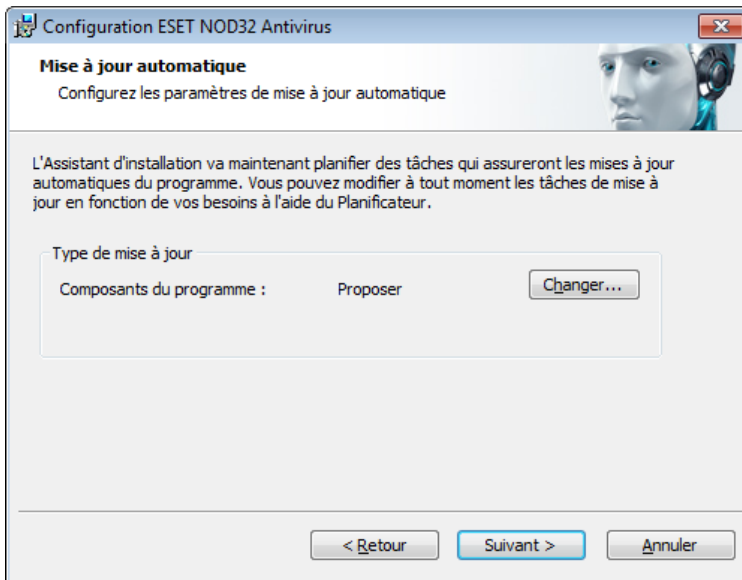 Configuration ESET NOD32 Antivirus
Mise à jour automatique
Configurez les paramètres de mise à jour automatique
L'Assistant d'installation va maintenant planifier des tâches qui assureront les mises à jour
automatiques du programme. Vous pouvez modifier à tout moment les tâches de mise à
jour en fonction de vos besoins à l'aide du Planificateur.
Type de mise à jour
Composants du programme : Proposer Changer...
< Retour Suivant > Annuler